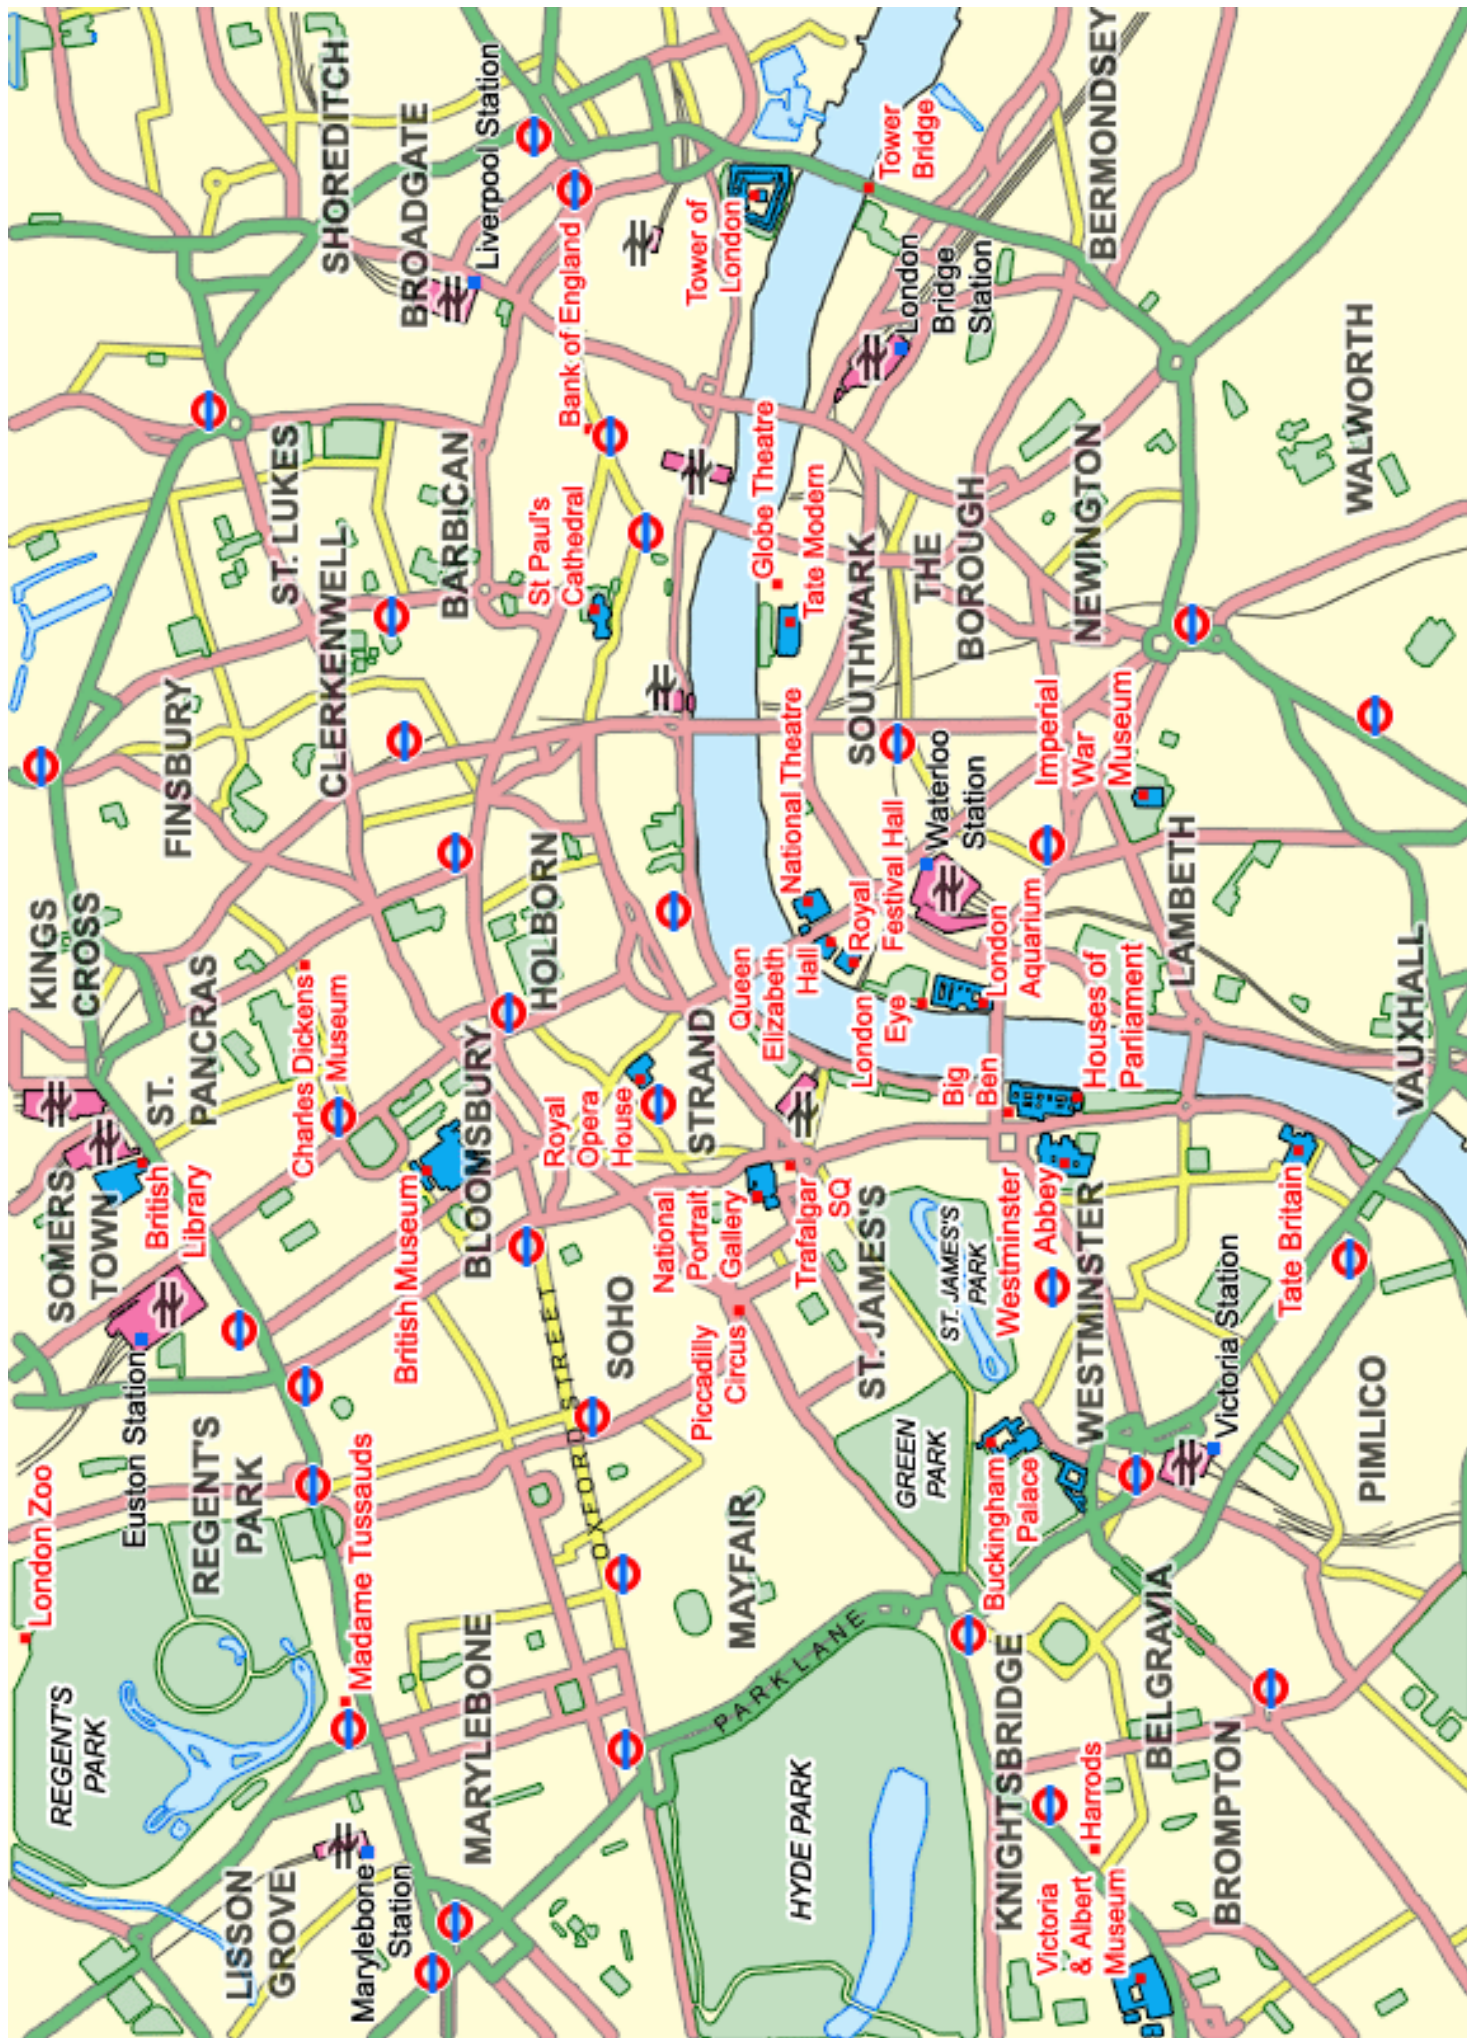 London Zoo
REGENT'S
PARK
REGENT'S
PARK
Madame Tussauds
LISSON
GROVE
Marylebone
Station
MARYLEBONE
Euston Station
SOMERS
TOWN
British
Library
ST.
PANCRAS
KINGS
CROSS
Charles Dickens
Museum
FINSBURY
CLERKENWELL
ST. LUKES
BARBICAN
SHOREDITCH
BROADGATE
Liverpool Station
British Museum
BLOOMSBURY
HOLBORN
Royal
Opera
House
STRAND
OXFORD STREET
SOHO
National
Portrait
Gallery
Trafalgar
SQ
Piccadilly
Circus
MAYFAIR
PARK LANE
HYDE PARK
St Paul's
Cathedral
Bank of England
Tower of
London
Tower
Bridge
Globe Theatre
Tate Modern
London
Bridge
Station
SOUTHWARK
THE
BOROUGH
BERMONDSEY
National Theatre
Royal
Festival Hall
Queen
Elizabeth
Hall
London
Eye
Waterloo
Station
London
Aquarium
Imperial
War
Museum
NEWINGTON
WALWORTH
LAMBETH
Big
Ben
Houses of
Parliament
ST. JAMES'S
ST. JAMES'S
PARK
GREEN
PARK
Westminster
Abbey
WESTMINSTER
Buckingham
Palace
Victoria Station
Tate Britain
VAUXHALL
PIMLICO
BELGRAVIA
KNIGHTSBRIDGE
Harrods
Victoria
& Albert
Museum
BROMPTON